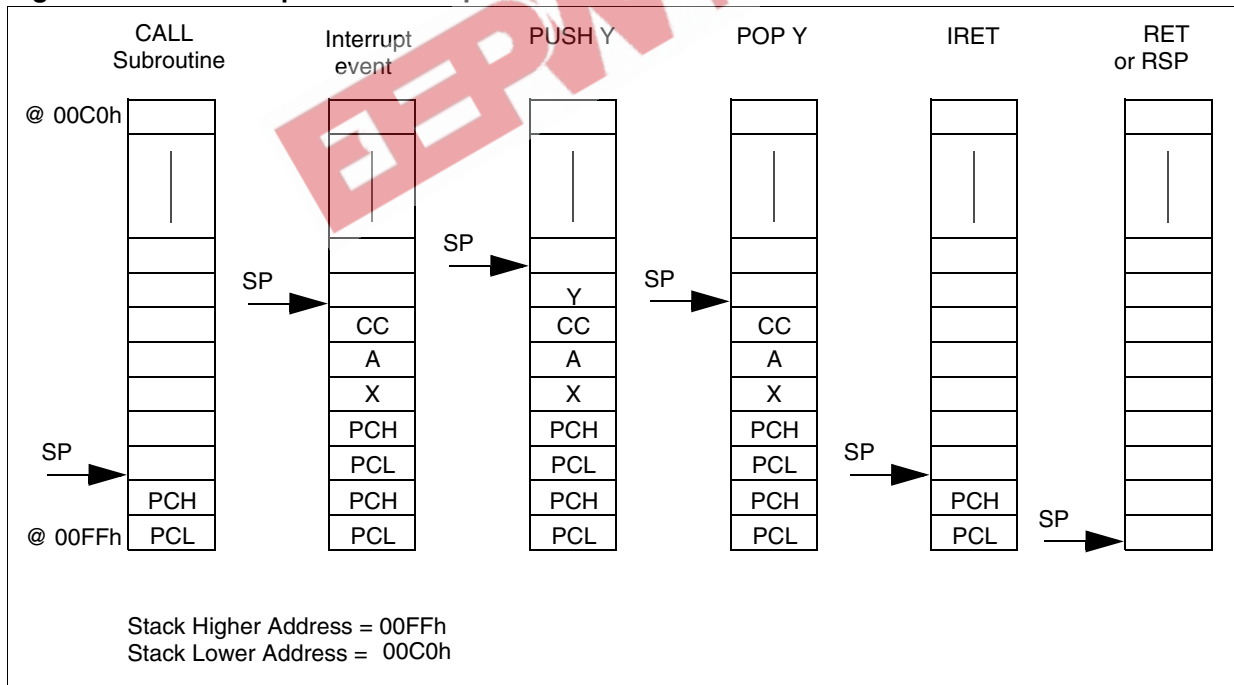 CALL
Subroutine
Interrupt
event
PUSH Y
POP Y
IRET
RET
or RSP
@ 00C0h
SP
SP
SP
SP
SP
SP
Y
CC
CC
CC
A
A
A
X
X
X
PCH
PCH
PCH
PCL
PCL
PCL
PCH
PCH
PCH
PCH
PCH
@ 00FFh
PCL
PCL
PCL
PCL
PCL
Stack Higher Address = 00FFh
Stack Lower Address = 00C0h